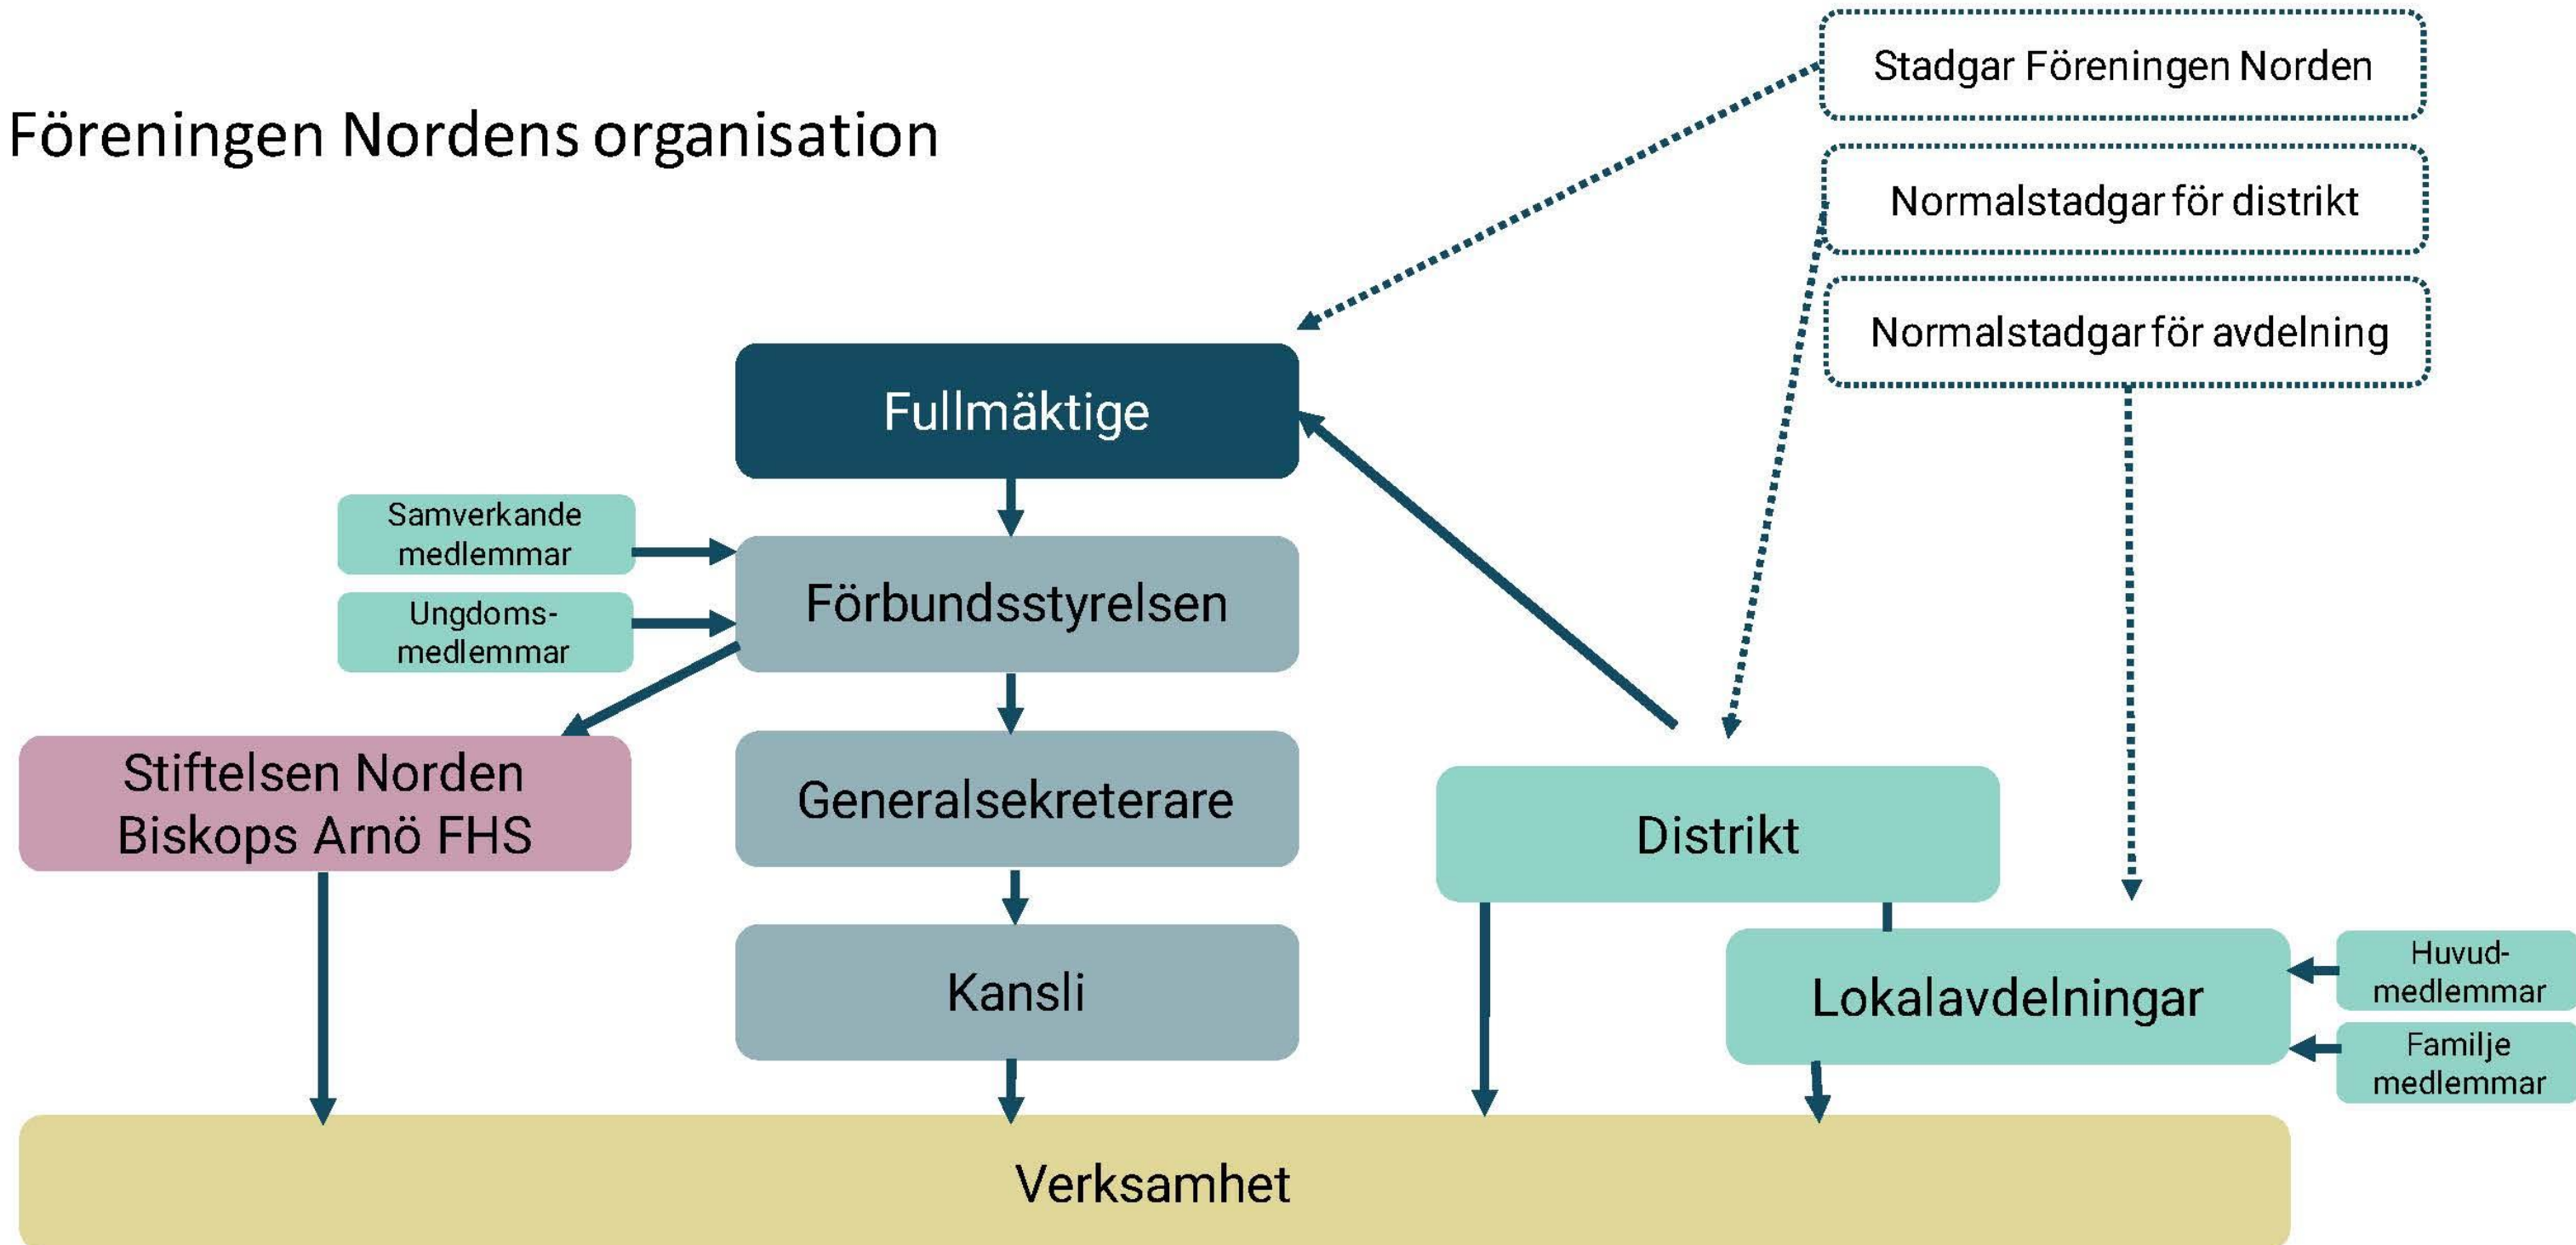 Föreningen Nordens organisation
Stadgar Föreningen Norden
Normalstadgar för distrikt
Normalstadgar för avdelning
Fullmäktige
Samverkande
medlemmar
Ungdoms-
medlemmar
Förbundsstyrelsen
Stiftelsen Norden
Biskops Arnö FHS
Generalsekreterare
Distrikt
Kansli
Lokalavdelningar
Huvud-
medlemmar
Familje
medlemmar
Verksamhet